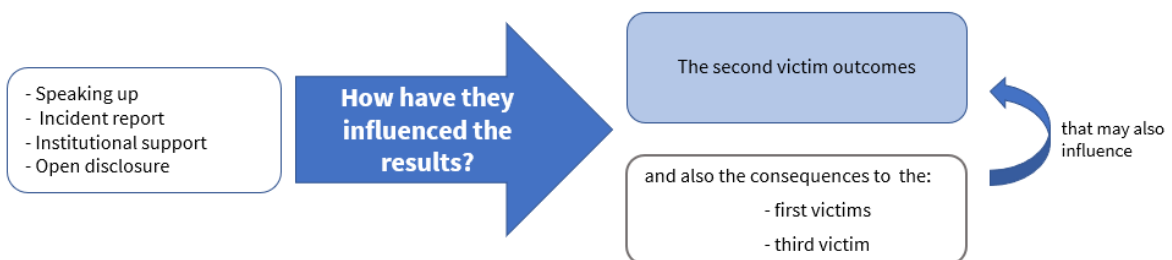 - Speaking up
- Incident report
- Institutional support
- Open disclosure
How have they
influenced the
results?
The second victim outcomes
and also the consequences to the:
- first victims
- third victim
that may also
influence